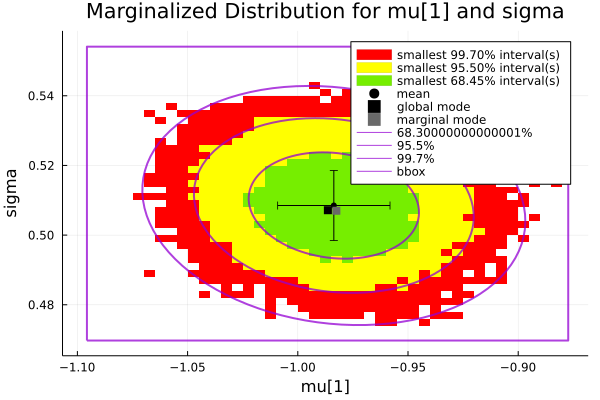 Marginalized Distribution for mu[1] and sigma
smallest 99.70% interval(s)
smallest 95.50% interval(s)
smallest 68.45% interval(s)
mean
global mode
marginal mode
68.30000000000001%
95.5%
99.7%
bbox
sigma
0.54
0.52
0.50
0.48
−1.10
−1.05
−1.00
−0.95
−0.90
mu[1]